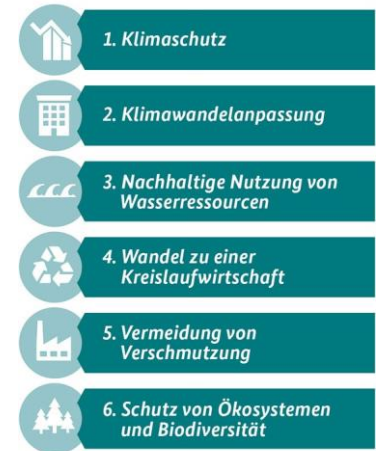 1. Klimaschutz
2. Klimawandelanpassung
3. Nachhaltige Nutzung von
Wasserressourcen
4. Wandel zu einer
Kreislaufwirtschaft
5. Vermeidung von
Verschmutzung
6. Schutz von Ökosystemen
und Biodiversität